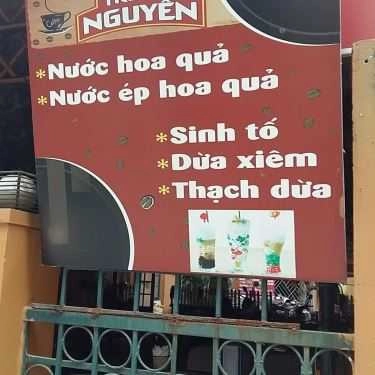 NGUYÊN
*Nước hoa quả
*Nước ép hoa quả
*Sinh tố
*Dừa xiêm
*Thạch dừa